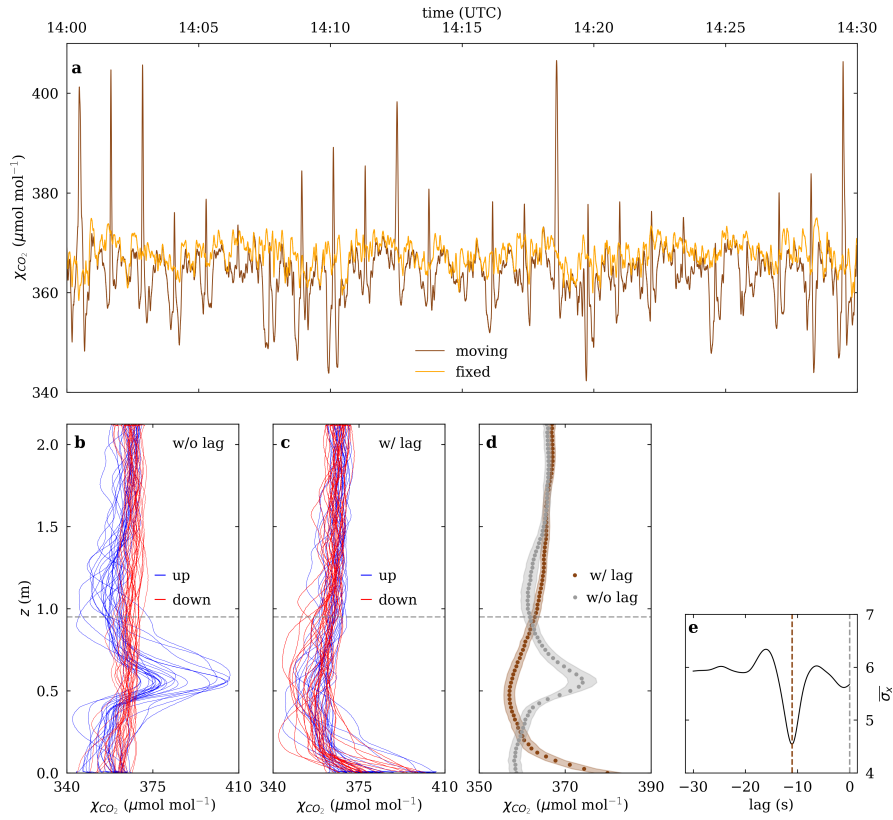 time (UTC)
14:00 14:05 14:10 14:15 14:20 14:25 14:30
a
400
380
360
340
χCO₂ (μmol mol⁻¹)
moving
fixed
b w/o lag
c w/ lag
d
2.0
1.5
1.0
0.5
0.0
z (m)
up
down
up
down
w/ lag
w/o lag
340 375 410
340 375 410
350 370 390
χCO₂ (μmol mol⁻¹)
χCO₂ (μmol mol⁻¹)
χCO₂ (μmol mol⁻¹)
e
7
6
5
4
σ̅ₓ
−30 −20 −10 0
lag (s)